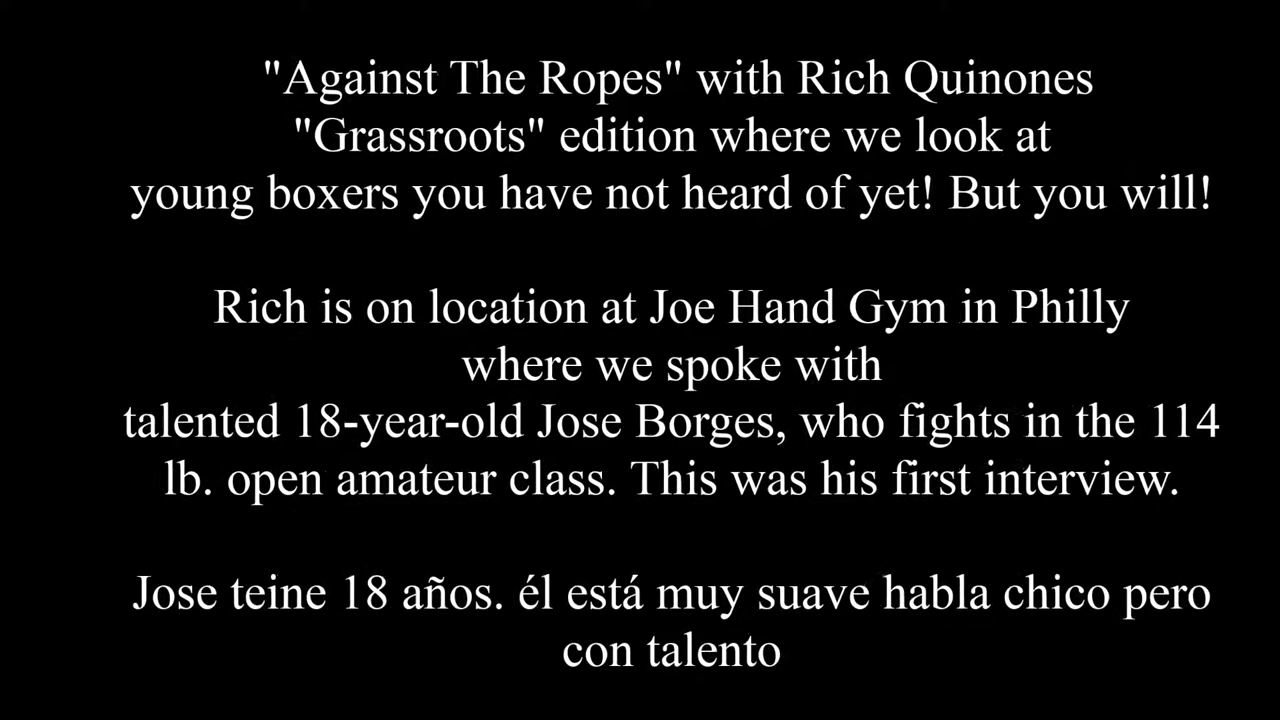 "Against The Ropes" with Rich Quinones
"Grassroots" edition where we look at
young boxers you have not heard of yet! But you will!
Rich is on location at Joe Hand Gym in Philly
where we spoke with
talented 18-year-old Jose Borges, who fights in the 114
lb. open amateur class. This was his first interview.
Jose teine 18 años. él está muy suave habla chico pero
con talento